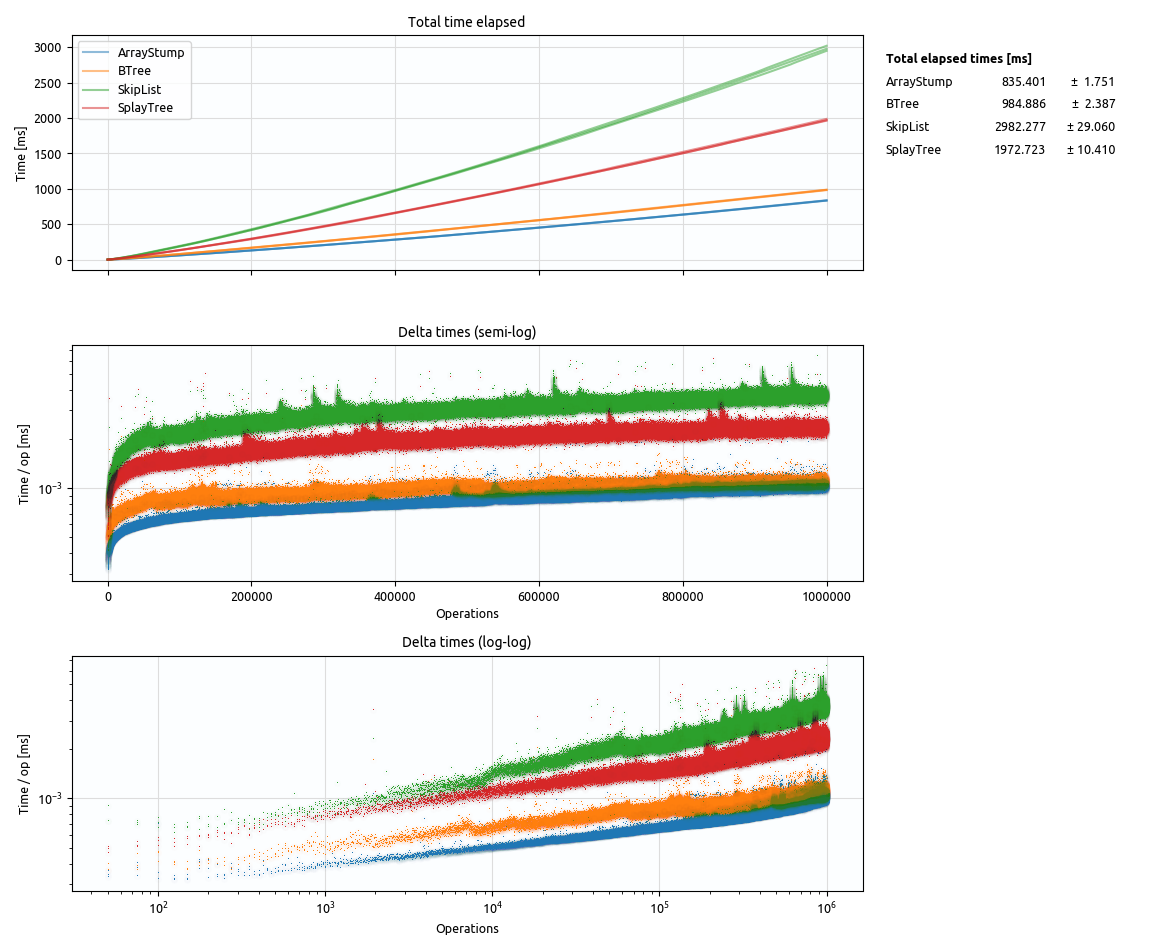 Total time elapsed
ArrayStump
BTree
SkipList
SplayTree
3000
2500
2000
1500
1000
500
0
Time [ms]
Total elapsed times [ms]
ArrayStump 835.401 ± 1.751
BTree 984.886 ± 2.387
SkipList 2982.277 ± 29.060
SplayTree 1972.723 ± 10.410
Delta times (semi-log)
Time / op [ms]
10⁻³
0 200000 400000 600000 800000 1000000
Operations
Delta times (log-log)
Time / op [ms]
10⁻³
10² 10³ 10⁴ 10⁵ 10⁶
Operations